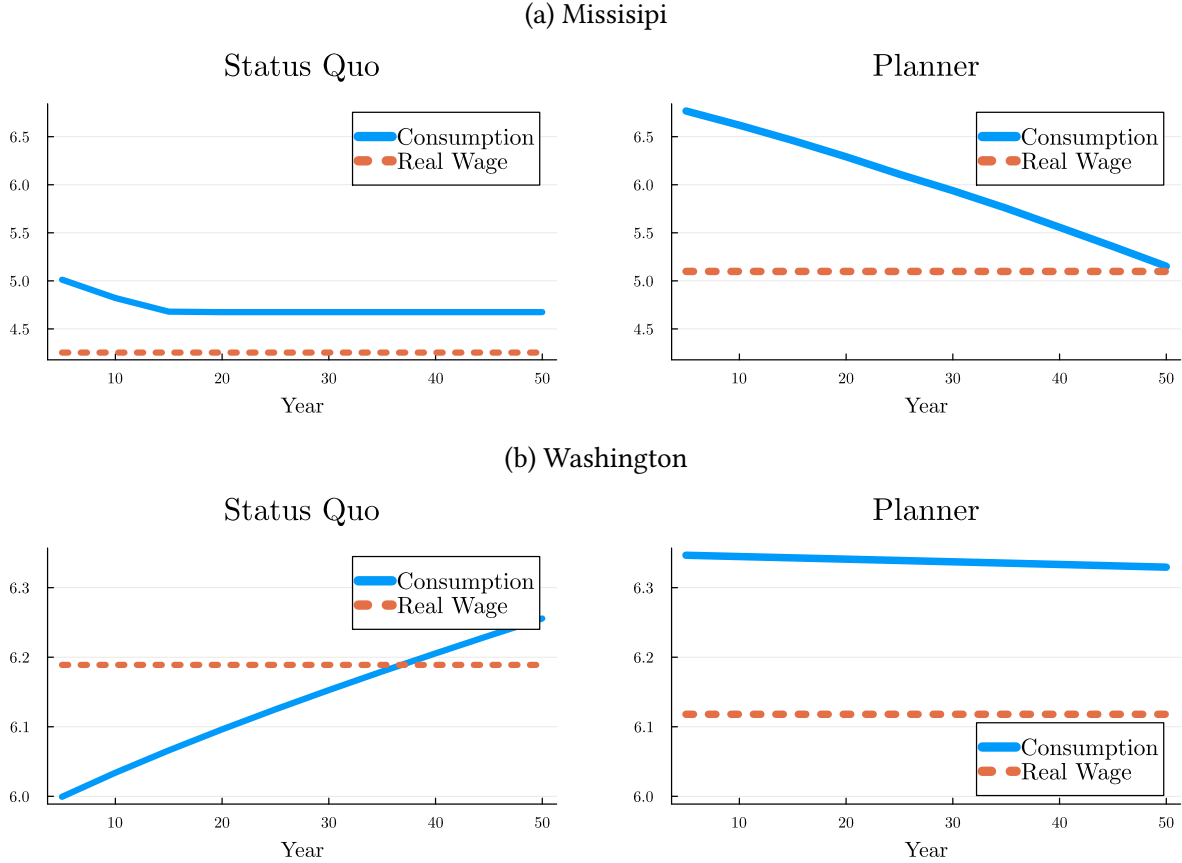 (a) Missisipi
Status Quo
Planner
6.5
6.0
5.5
5.0
4.5
Consumption
Real Wage
10 20 30 40 50
Year
6.5
6.0
5.5
5.0
4.5
Consumption
Real Wage
10 20 30 40 50
Year
(b) Washington
Status Quo
Planner
6.3
6.2
6.1
6.0
Consumption
Real Wage
10 20 30 40 50
Year
6.3
6.2
6.1
6.0
Consumption
Real Wage
10 20 30 40 50
Year